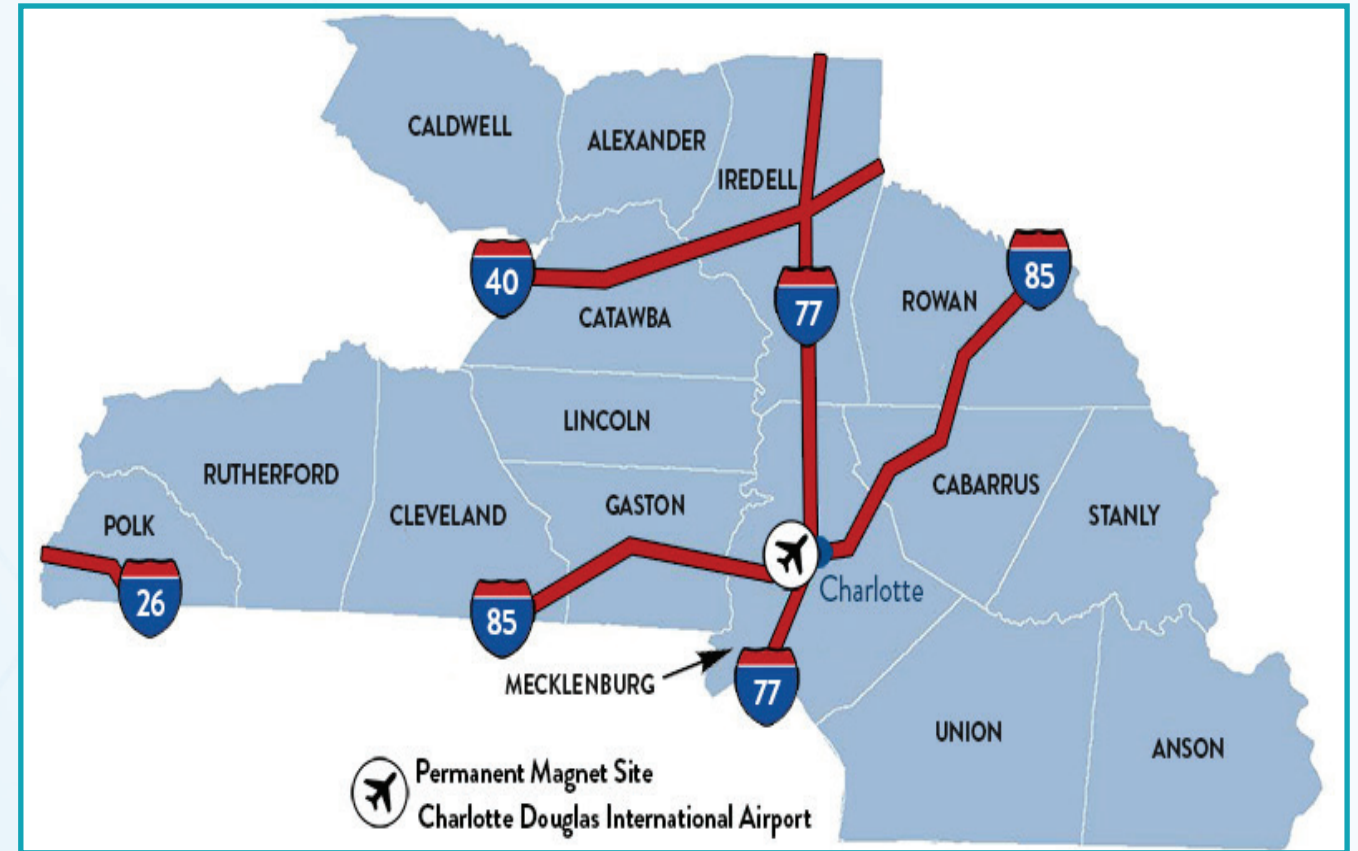 CALDWELL
ALEXANDER
IREDELL
40
CATAWBA
77
ROWAN
85
LINCOLN
RUTHERFORD
CLEVELAND
GASTON
CABARRUS
STANLY
POLK
26
85
Charlotte
MECKLENBURG
77
UNION
ANSON
Permanent Magnet Site
Charlotte Douglas International Airport